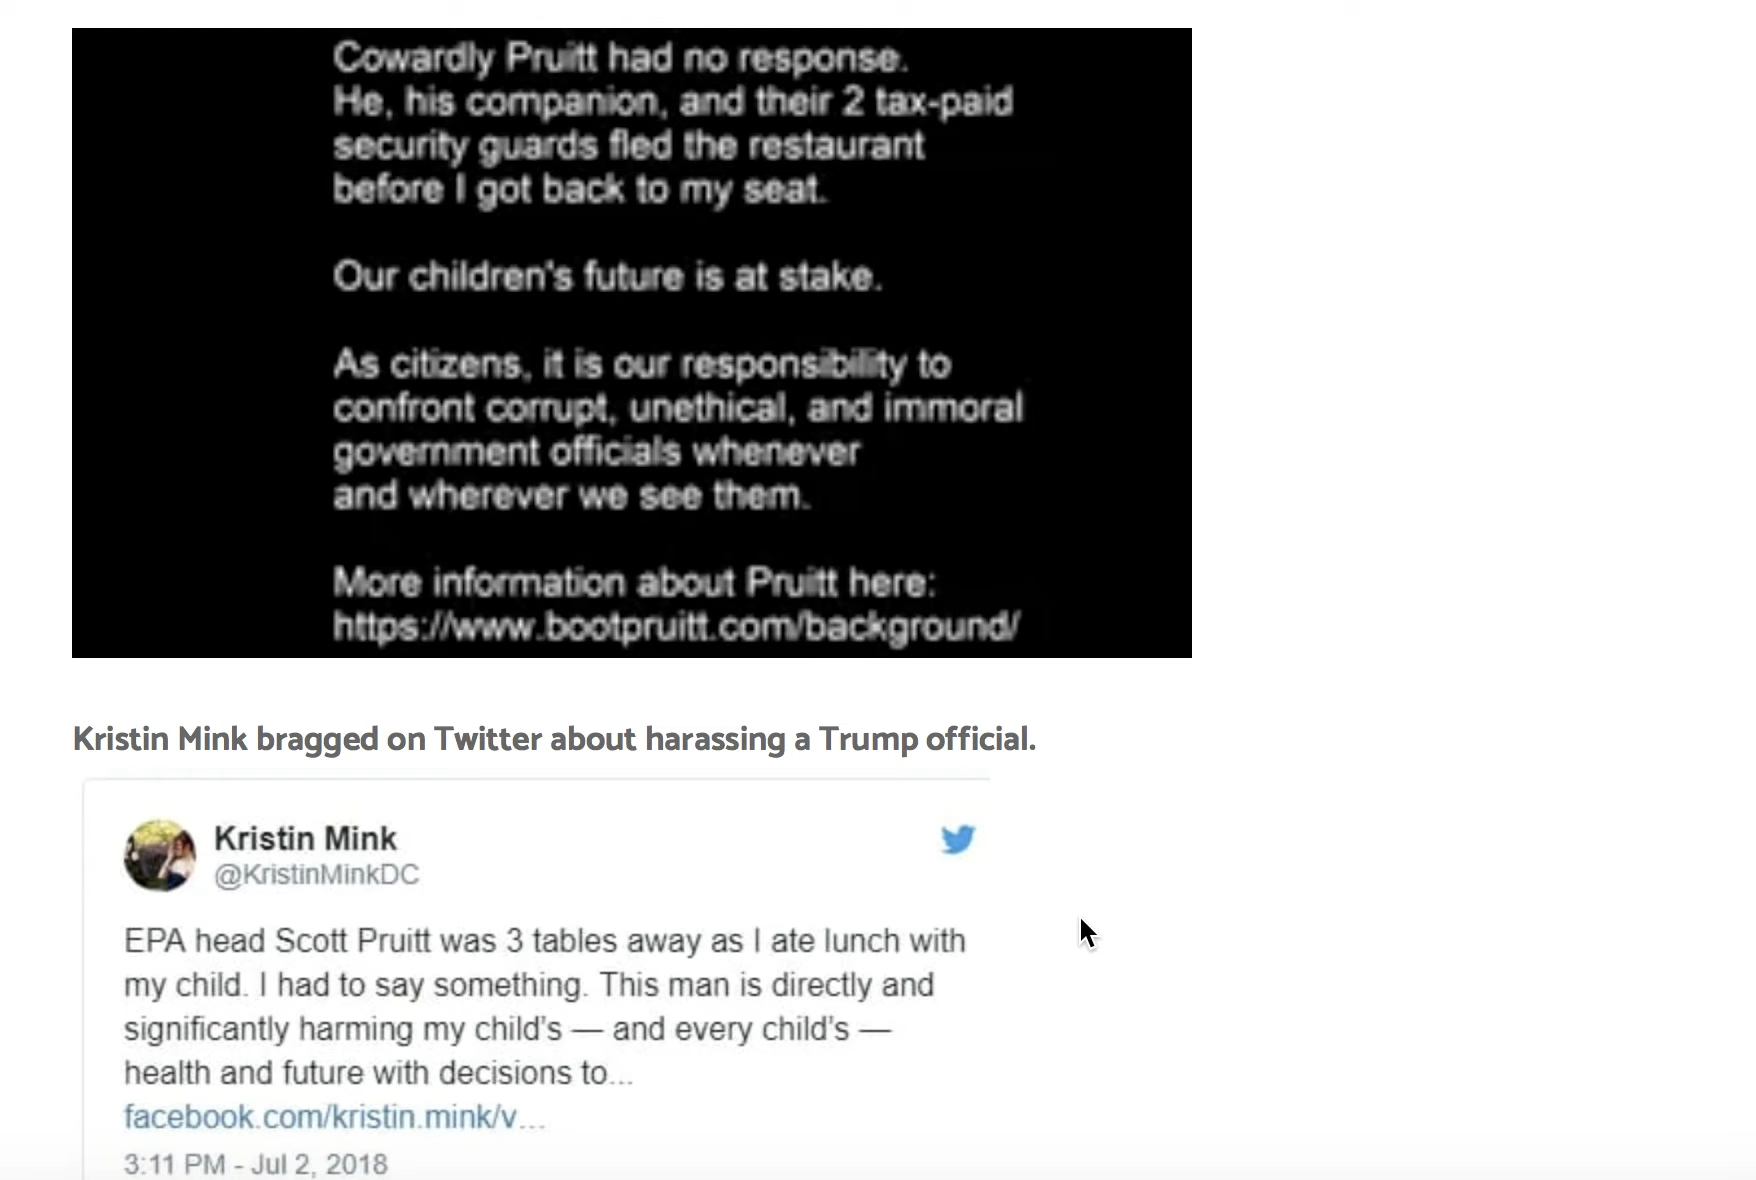 Cowardly Pruitt had no response.
He, his companion, and their 2 tax-paid
security guards fled the restaurant
before I got back to my seat.
Our children's future is at stake.
As citizens, it is our responsibility to
confront corrupt, unethical, and immoral
government officials whenever
and wherever we see them.
More information about Pruitt here:
https://www.bootpruitt.com/background/
Kristin Mink bragged on Twitter about harassing a Trump official.
Kristin Mink
@KristinMinkDC
EPA head Scott Pruitt was 3 tables away as I ate lunch with
my child. I had to say something. This man is directly and
significantly harming my child's — and every child's —
health and future with decisions to...
facebook.com/kristin.mink/v...
3:11 PM - Jul 2, 2018